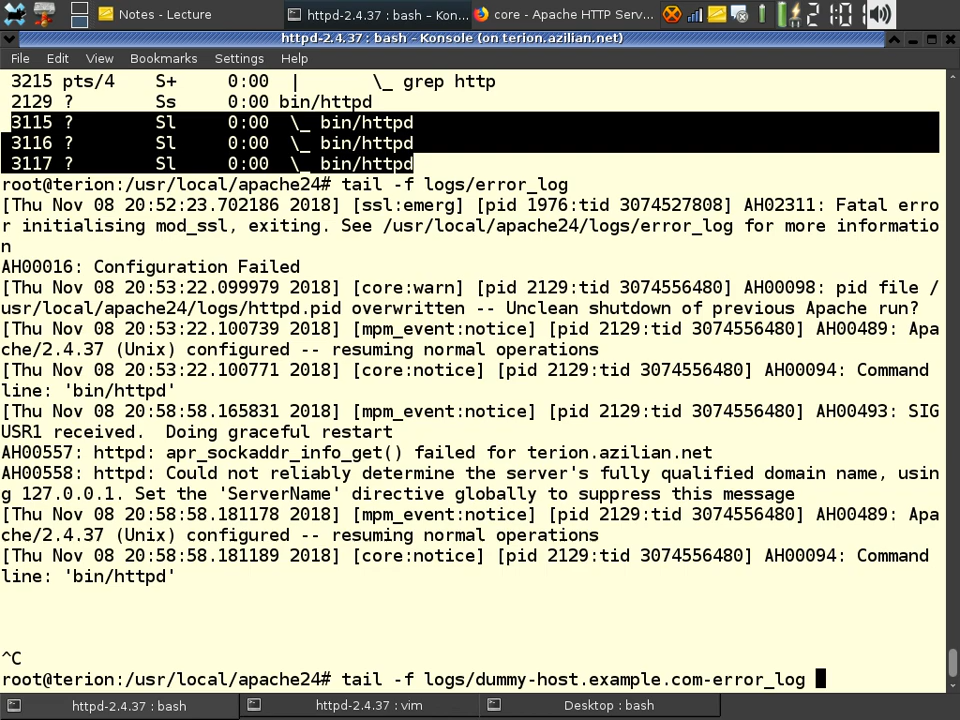 Notes - Lecture
httpd-2.4.37 : bash – Kon...
core - Apache HTTP Serv...
2 1:01
httpd-2.4.37 : bash - Konsole (on terion.azilian.net)
File Edit View Bookmarks Settings Help
3215 pts/4 S+ 0:00 | \_ grep http
2129 ? Ss 0:00 bin/httpd
3115 ? Sl 0:00 \_ bin/httpd
3116 ? Sl 0:00 \_ bin/httpd
3117 ? Sl 0:00 \_ bin/httpd
root@terion:/usr/local/apache24# tail -f logs/error_log
[Thu Nov 08 20:52:23.702186 2018] [ssl:emerg] [pid 1976:tid 3074527808] AH02311: Fatal erro
r initialising mod_ssl, exiting. See /usr/local/apache24/logs/error_log for more informatio
n
AH00016: Configuration Failed
[Thu Nov 08 20:53:22.099979 2018] [core:warn] [pid 2129:tid 3074556480] AH00098: pid file /
usr/local/apache24/logs/httpd.pid overwritten -- Unclean shutdown of previous Apache run?
[Thu Nov 08 20:53:22.100739 2018] [mpm_event:notice] [pid 2129:tid 3074556480] AH00489: Apa
che/2.4.37 (Unix) configured -- resuming normal operations
[Thu Nov 08 20:53:22.100771 2018] [core:notice] [pid 2129:tid 3074556480] AH00094: Command
line: 'bin/httpd'
[Thu Nov 08 20:58:58.165831 2018] [mpm_event:notice] [pid 2129:tid 3074556480] AH00493: SIG
USR1 received.  Doing graceful restart
AH00557: httpd: apr_sockaddr_info_get() failed for terion.azilian.net
AH00558: httpd: Could not reliably determine the server's fully qualified domain name, usin
g 127.0.0.1. Set the 'ServerName' directive globally to suppress this message
[Thu Nov 08 20:58:58.181178 2018] [mpm_event:notice] [pid 2129:tid 3074556480] AH00489: Apa
che/2.4.37 (Unix) configured -- resuming normal operations
[Thu Nov 08 20:58:58.181189 2018] [core:notice] [pid 2129:tid 3074556480] AH00094: Command
line: 'bin/httpd'
^C
root@terion:/usr/local/apache24# tail -f logs/dummy-host.example.com-error_log
httpd-2.4.37 : bash
httpd-2.4.37 : vim
Desktop : bash